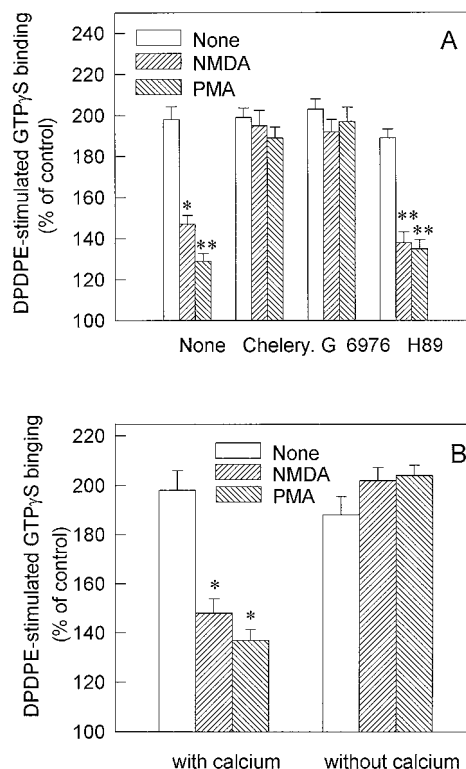 A
None
NMDA
PMA
DPDPE-stimulated GTPγS binding
(% of control)
260
240
220
200
180
160
140
120
100
*
**
**
**
None Chelery. G 6976 H89
B
None
NMDA
PMA
DPDPE-stimulated GTPγS binging
(% of control)
220
200
180
160
140
120
100
*
*
with calcium without calcium